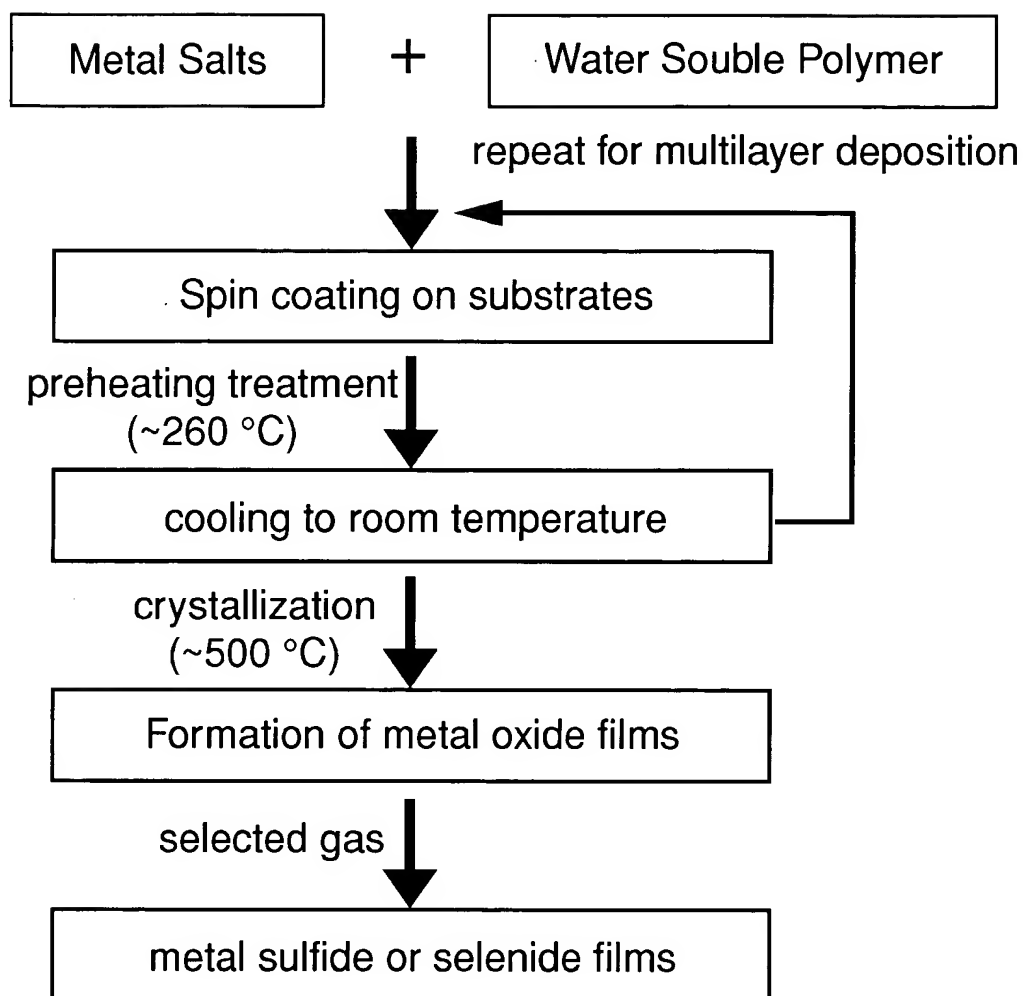 Metal Salts + Water Souble Polymer
repeat for multilayer deposition
Spin coating on substrates
preheating treatment
(~260 °C)
cooling to room temperature
crystallization
(~500 °C)
Formation of metal oxide films
selected gas
metal sulfide or selenide films